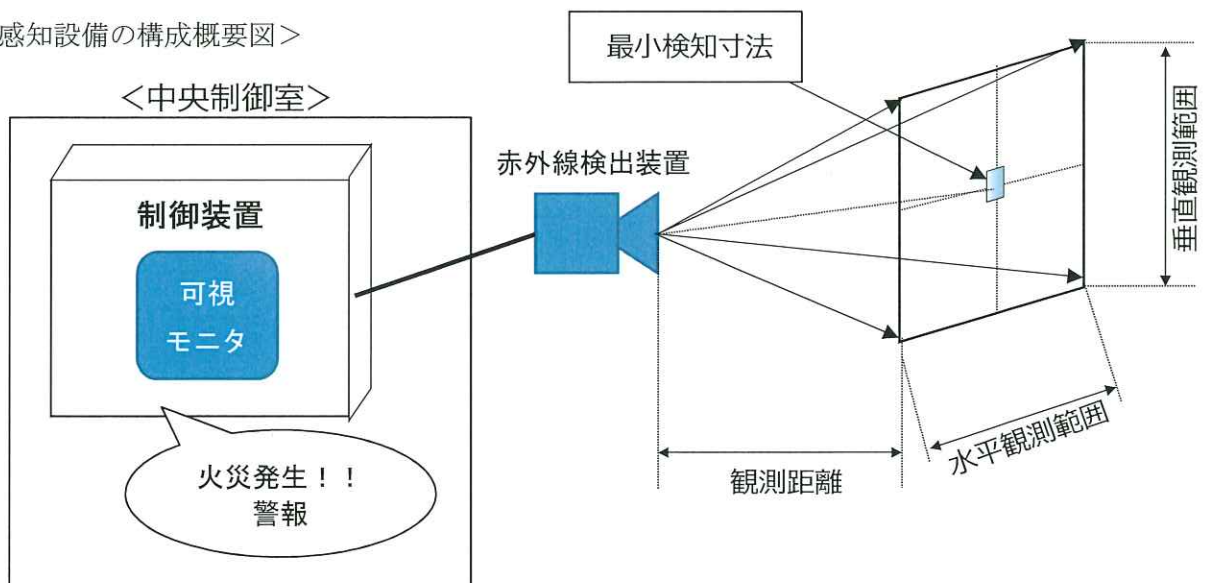 感知設備の構成概要図＞
＜中央制御室＞
制御装置
可視
モニタ
火災発生！！
警報
赤外線検出装置
最小検知寸法
垂直観測範囲
水平観測範囲
観測距離